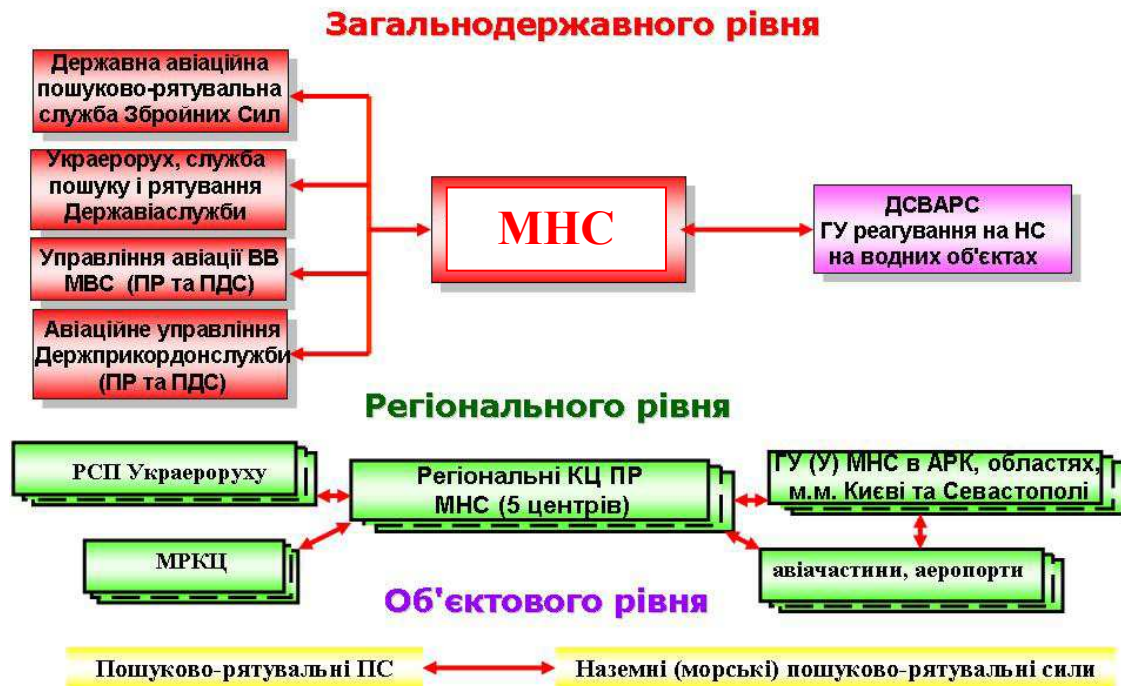 Загальнодержавного рівня
Державна авіаційна
пошуково-рятувальна
служба Збройних Сил
Украерорух, служба
пошуку і рятування
Державіаслужби
Управління авіації ВВ
МВС (ПР та ПДС)
Авіаційне управління
Держприкордонслужби
(ПР та ПДС)
МНС
ДСВАРС
ГУ реагування на НС
на водних об'єктах
Регіонального рівня
РСП Украероруху
МРКЦ
Регіональні КЦ ПР
МНС (5 центрів)
ГУ (У) МНС в АРК, областях,
м.м. Києві та Севастополі
авіачастини, аеропорти
Об'єктового рівня
Пошуково-рятувальні ПС
Наземні (морські) пошуково-рятувальні сили